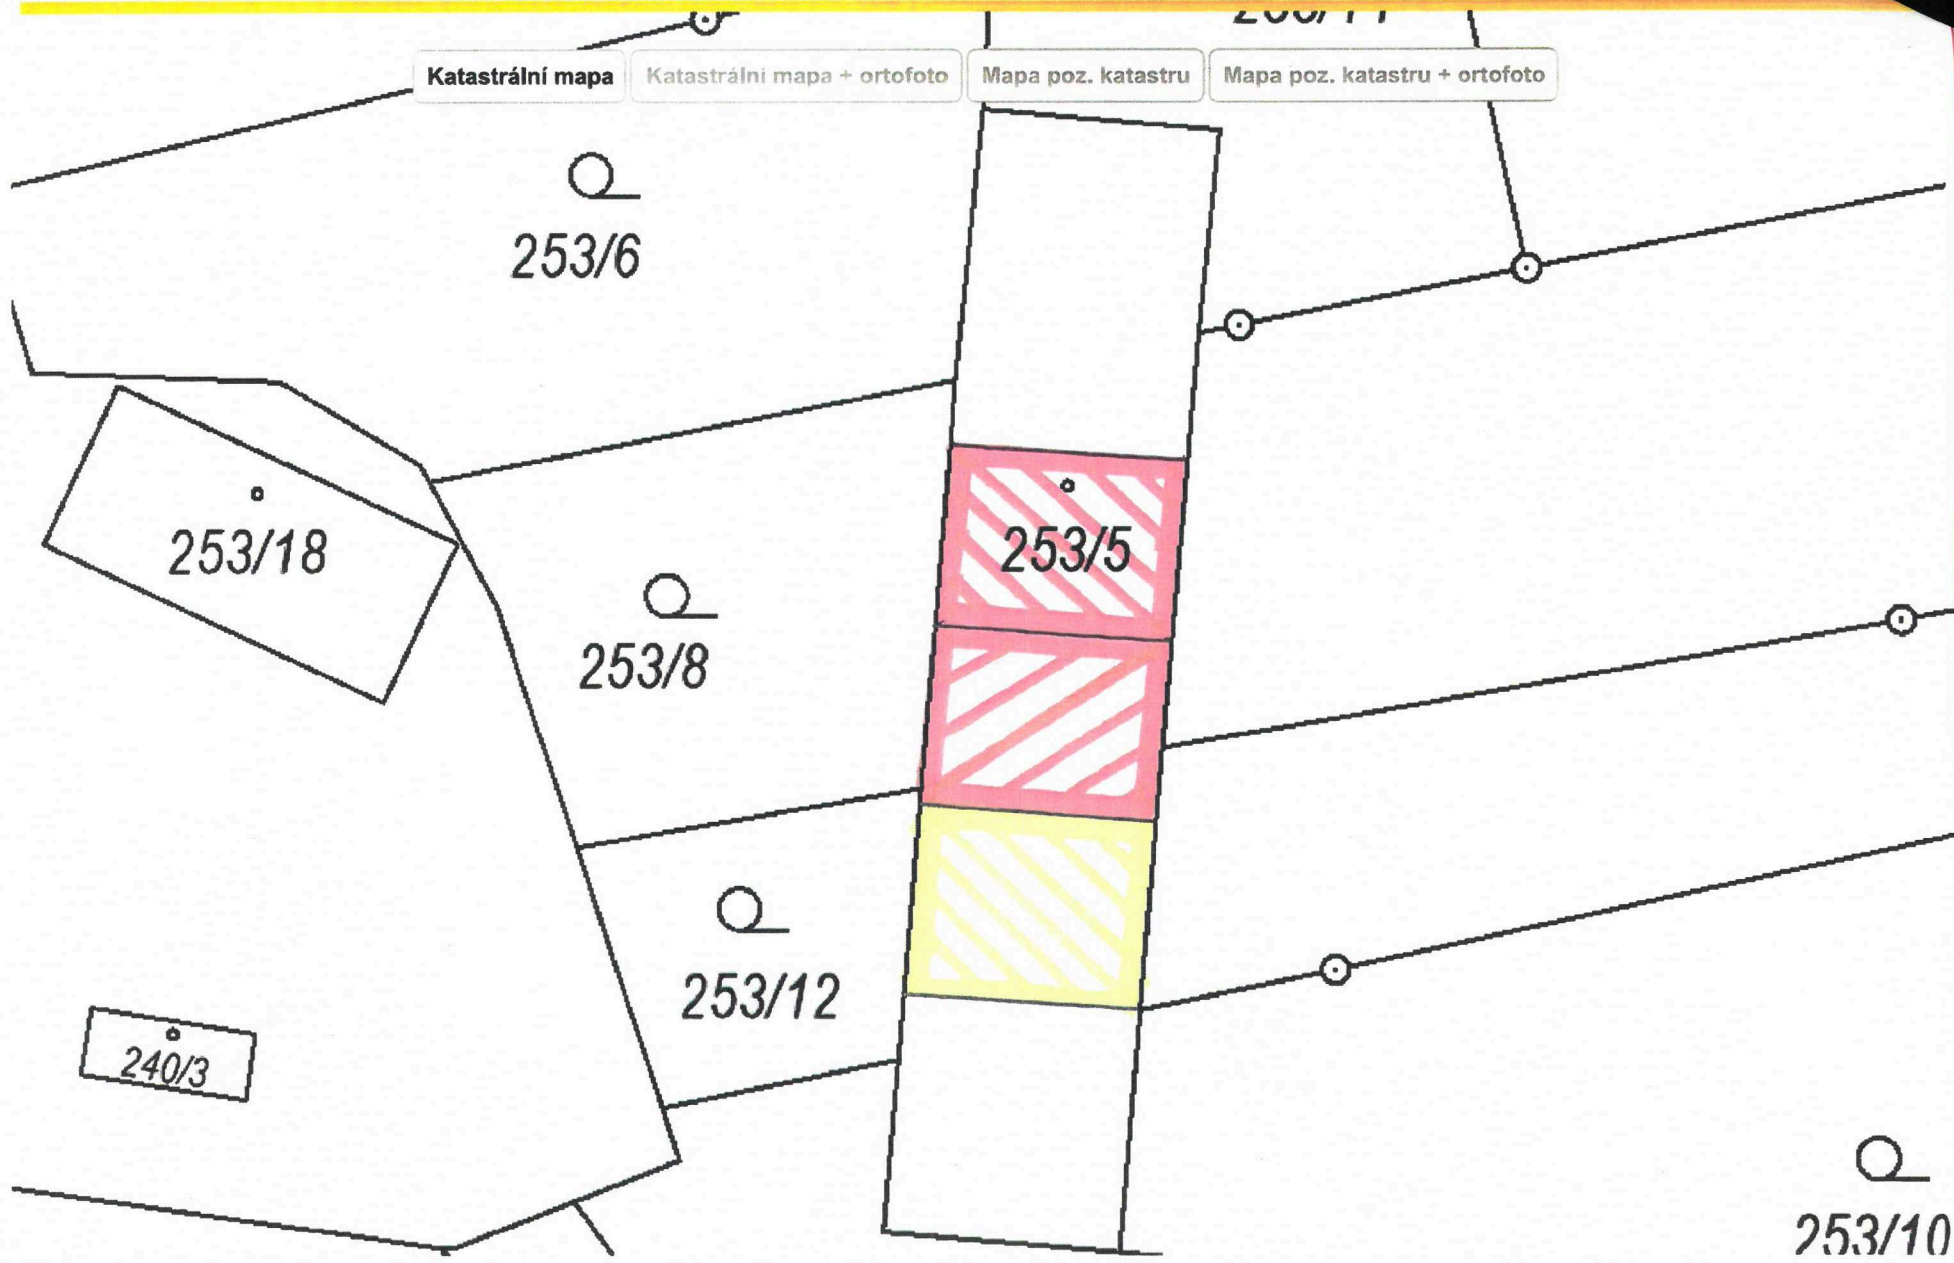 Katastrální mapa
Katastrální mapa + ortofoto
Mapa poz. katastru
Mapa poz. katastru + ortofoto
253/6
253/18
253/5
253/8
253/12
240/3
253/10